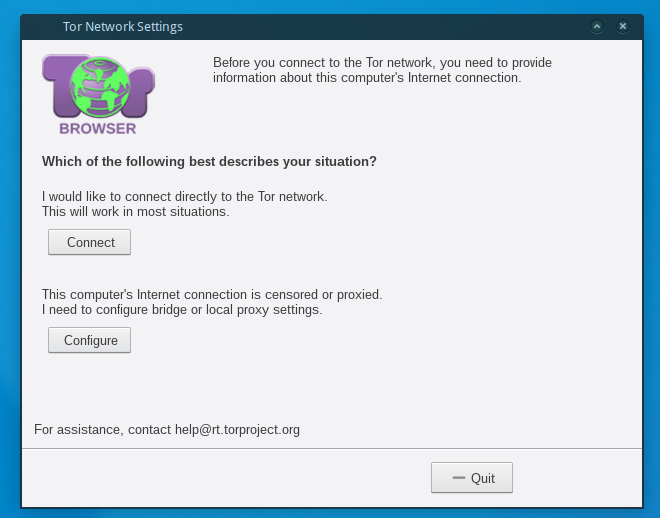 Tor Network Settings
Tor
BROWSER
Before you connect to the Tor network, you need to provide
information about this computer's Internet connection.
Which of the following best describes your situation?
I would like to connect directly to the Tor network.
This will work in most situations.
Connect
This computer's Internet connection is censored or proxied.
I need to configure bridge or local proxy settings.
Configure
For assistance, contact help@rt.torproject.org
Quit